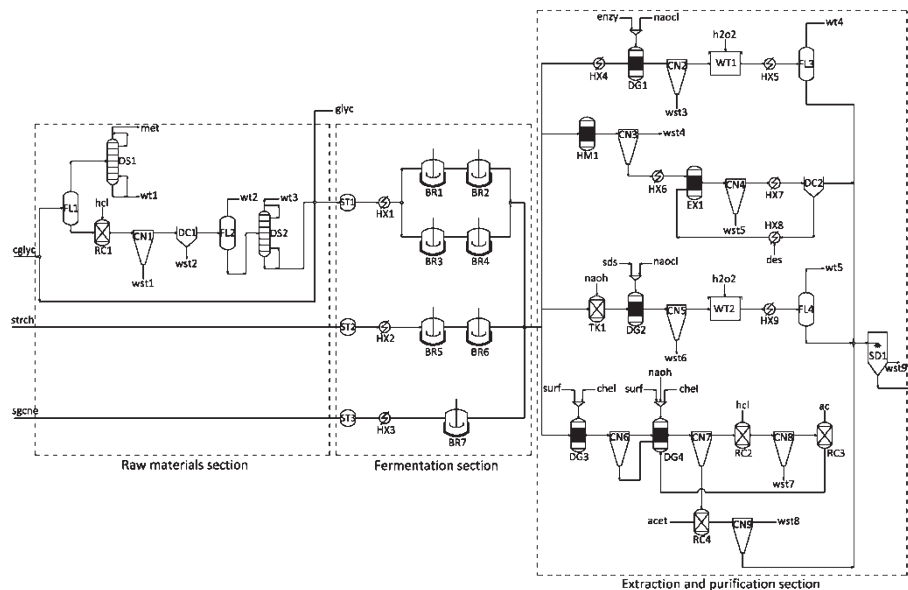 enzy
naocl
h2o2
wt4
HX4
DG1
CN2
WT1
HX5
FL3
wst3
glyc
met
DS1
wt1
hcl
FL1
RC1
CN1
wst1
DC1
wst2
wt2
FL2
wt3
DS2
cglyc
strch
sgcne
ST1
HX1
BR1
BR2
BR3
BR4
ST2
HX2
BR5
BR6
ST3
HX3
BR7
HM1
CN3
wst4
HX6
EX1
CN4
wst5
HX7
DC2
HX8
des
naoh
sds
naocl
h2o2
wt5
TK1
DG2
CN5
wst6
WT2
HX9
FL4
SD1
wst9
surf
chel
naoh
surf
chel
hcl
ac
DG3
CN6
DG4
CN7
RC2
CN8
wst7
RC3
acet
RC4
CN9
wst8
Raw materials section
Fermentation section
Extraction and purification section